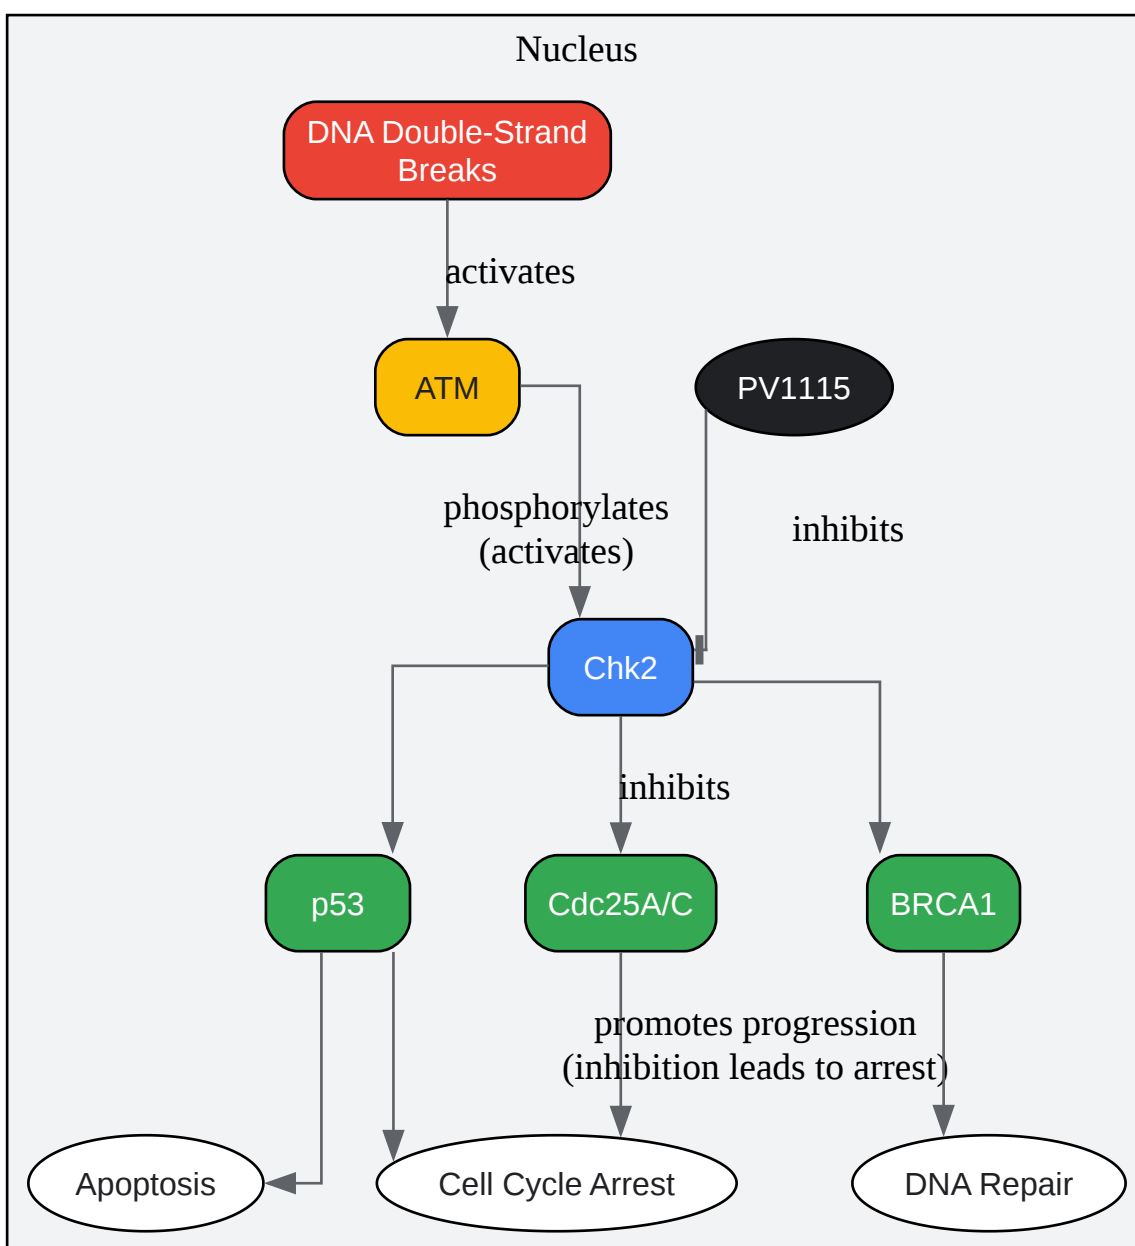 Nucleus
DNA Double-Strand
Breaks
activates
ATM
PV1115
phosphorylates
(activates)
inhibits
Chk2
inhibits
p53
Cdc25A/C
BRCA1
promotes progression
(inhibition leads to arrest)
Apoptosis
Cell Cycle Arrest
DNA Repair